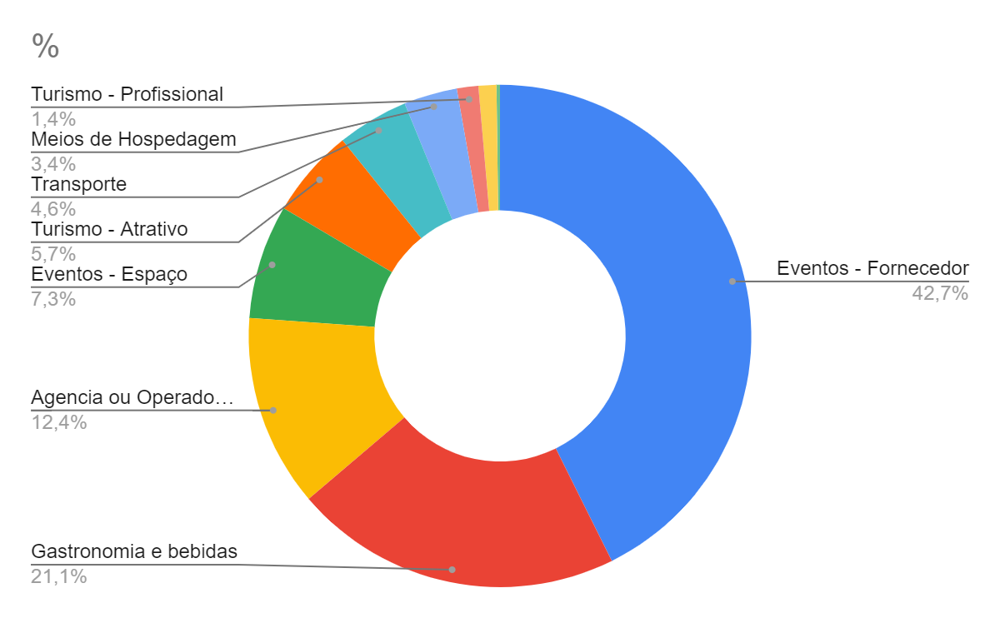 %
Turismo - Profissional
1,4%
Meios de Hospedagem
3,4%
Transporte
4,6%
Turismo - Atrativo
5,7%
Eventos - Espaço
7,3%
Agencia ou Operado…
12,4%
Gastronomia e bebidas
21,1%
Eventos - Fornecedor
42,7%